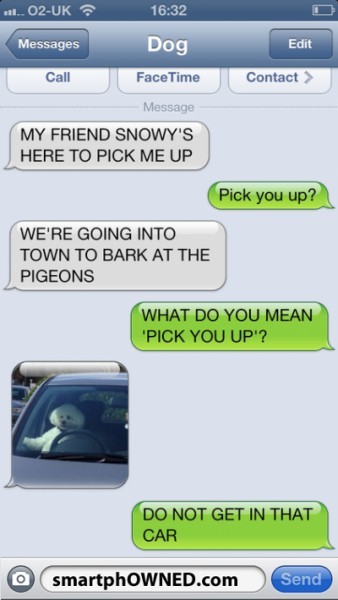 O2-UK 16:32
Messages Dog Edit
Call FaceTime Contact
Message
MY FRIEND SNOWY'S
HERE TO PICK ME UP
Pick you up?
WE'RE GOING INTO
TOWN TO BARK AT THE
PIGEONS
WHAT DO YOU MEAN
'PICK YOU UP'?
DO NOT GET IN THAT
CAR
smartphOWNED.com Send